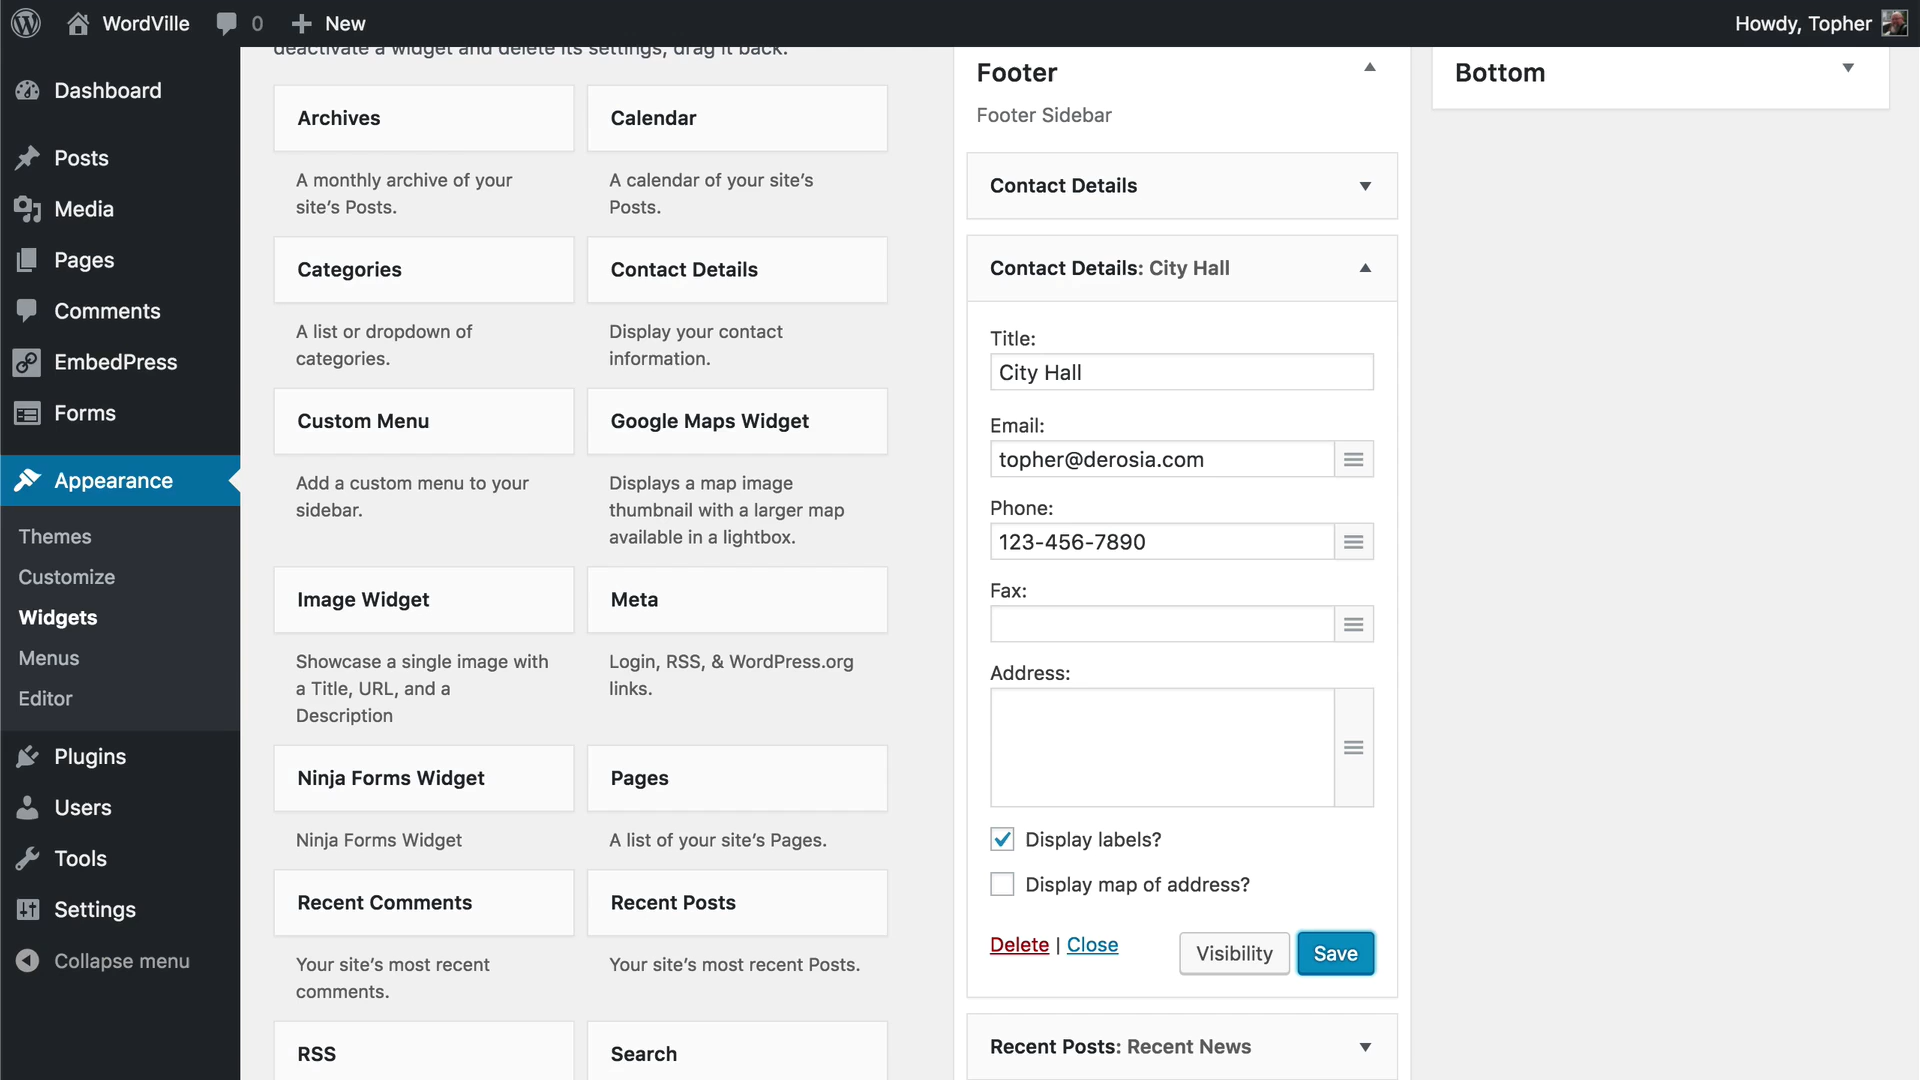 WordVille
0
New
Howdy, Topher
Dashboard
Posts
Media
Pages
Comments
EmbedPress
Forms
Appearance
Themes
Customize
Widgets
Menus
Editor
Plugins
Users
Tools
Settings
Collapse menu
deactivate a widget and delete its settings, drag it back.
Archives
A monthly archive of your
site’s Posts.
Calendar
A calendar of your site’s
Posts.
Categories
A list or dropdown of
categories.
Contact Details
Display your contact
information.
Custom Menu
Add a custom menu to your
sidebar.
Google Maps Widget
Displays a map image
thumbnail with a larger map
available in a lightbox.
Image Widget
Showcase a single image with
a Title, URL, and a
Description
Meta
Login, RSS, & WordPress.org
links.
Ninja Forms Widget
Ninja Forms Widget
Pages
A list of your site’s Pages.
Recent Comments
Your site’s most recent
comments.
Recent Posts
Your site’s most recent Posts.
RSS
Search
Footer
Footer Sidebar
Contact Details
Contact Details: City Hall
Title:
City Hall
Email:
topher@derosia.com
Phone:
123-456-7890
Fax:
Address:
Display labels?
Display map of address?
Delete | Close
Visibility
Save
Recent Posts: Recent News
Bottom